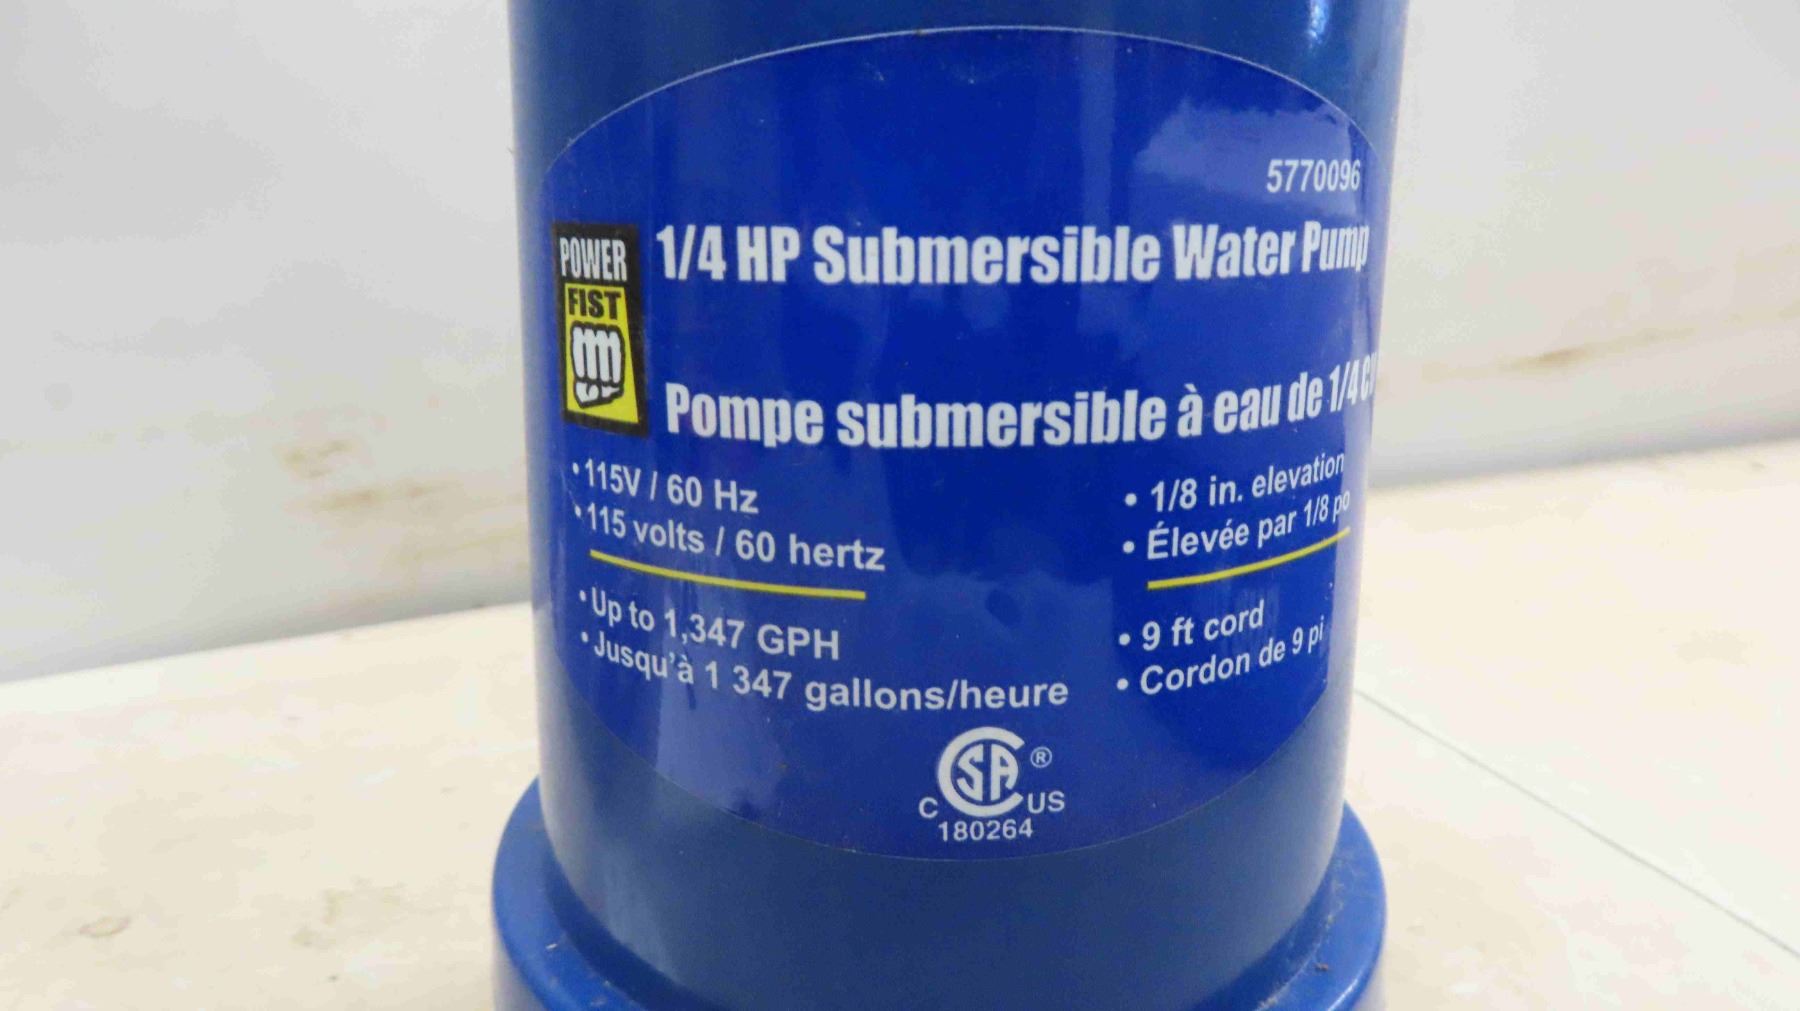 5770096
POWER
FIST
1/4 HP Submersible Water Pump
Pompe submersible à eau de 1/4
• 115V / 60 Hz
• 115 volts / 60 hertz
• Up to 1,347 GPH
• Jusqu'à 1 347 gallons/heure
• 1/8 in. elevation
• Élevée par 1/8 po
• 9 ft cord
• Cordon de 9 pi
CSA ®
C US
180264